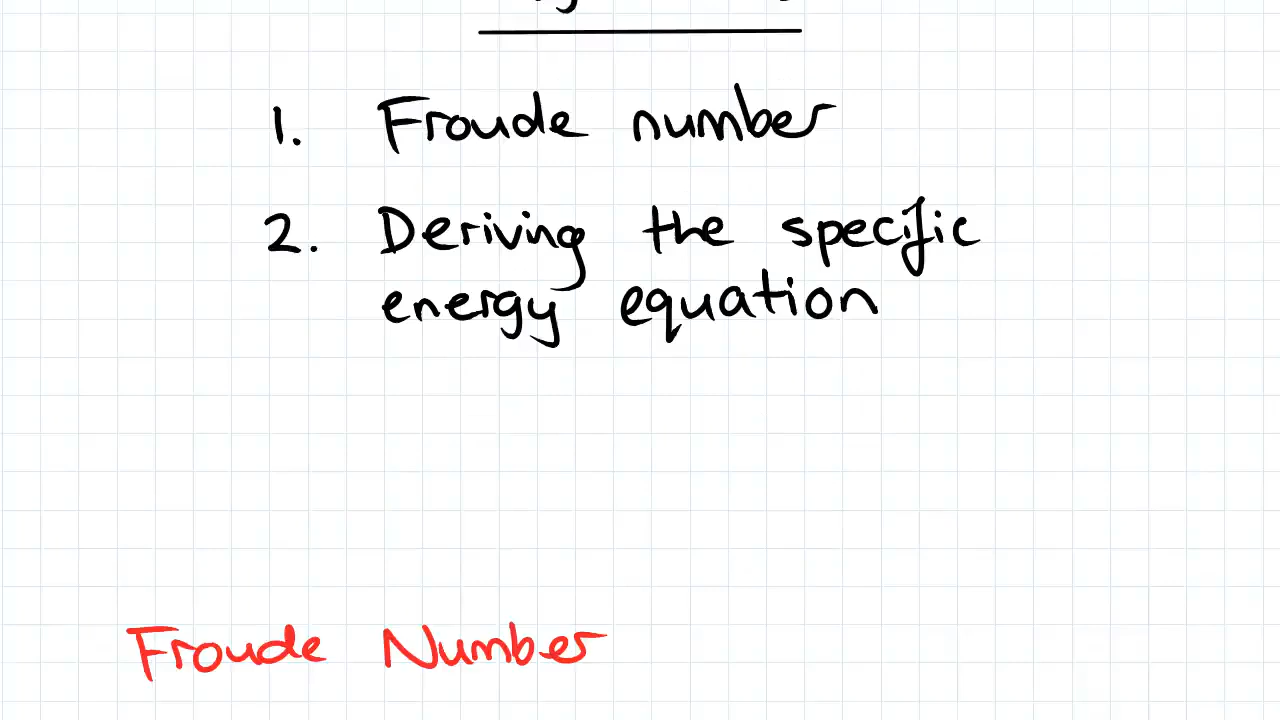 1. Froude number
2. Deriving the specific
energy equation
Froude Number